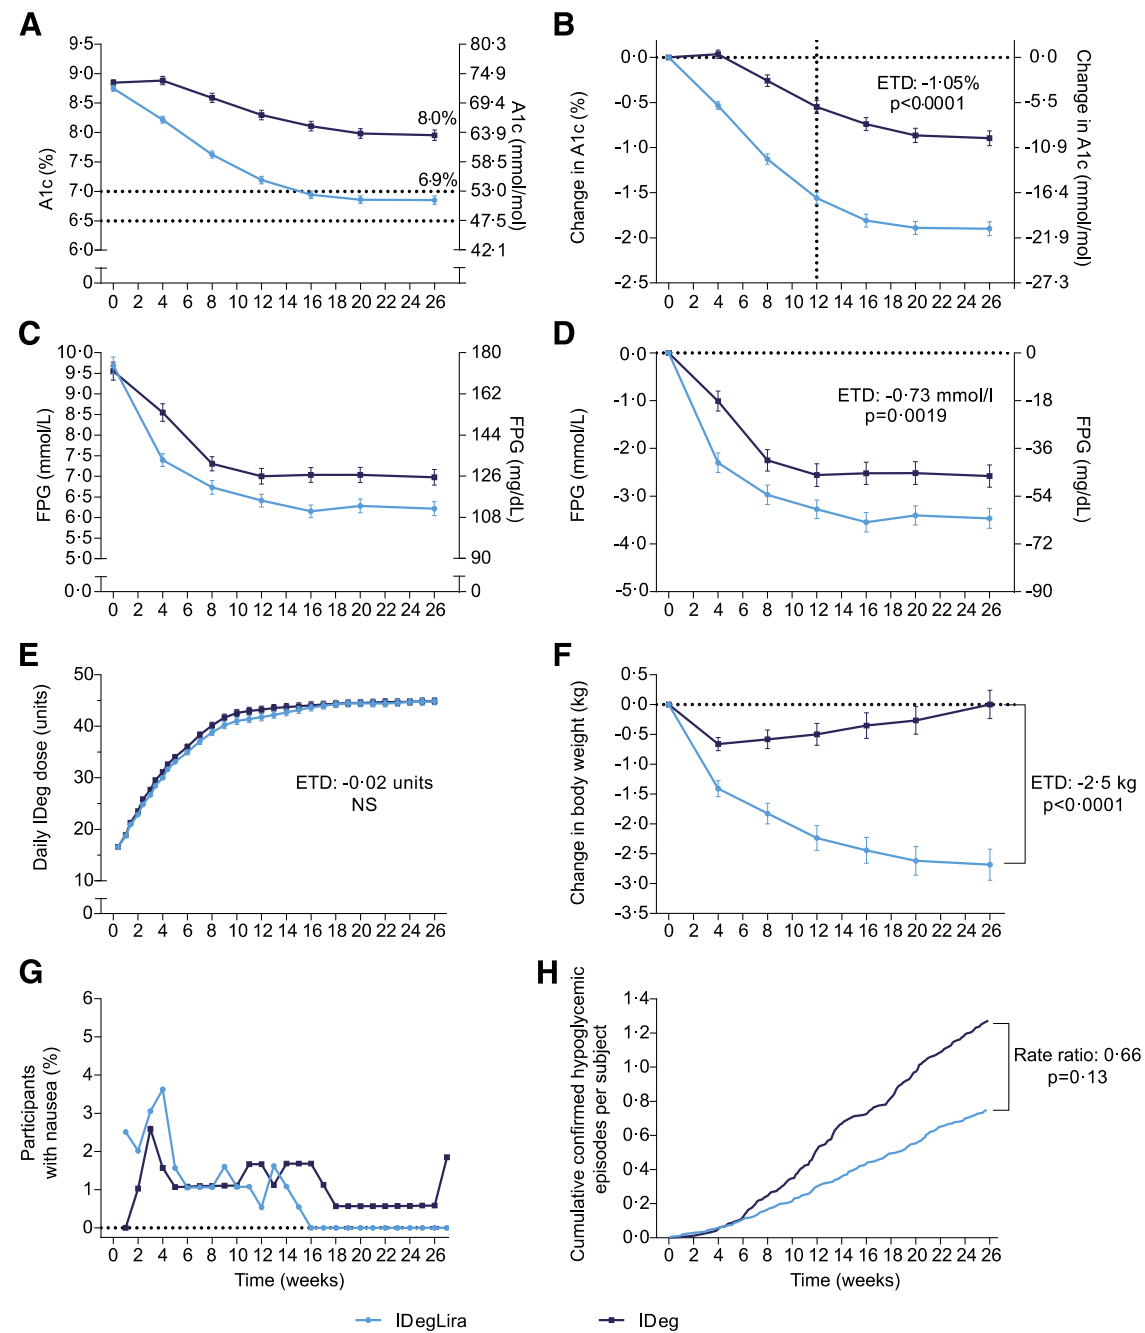 A
9·5
9·0
8·5
8·0
7·5
7·0
6·5
6·0
0
A1c (%)
80·3
74·9
69·4
63·9
58·5
53·0
47·5
42·1
A1c (mmol/mol)
8·0%
6·9%
0 2 4 6 8 10 12 14 16 18 20 22 24 26
B
0·0
-0·5
-1·0
-1·5
-2·0
-2·5
Change in A1c (%)
0·0
-5·5
-10·9
-16·4
-21·9
-27·3
Change in A1c (mmol/mol)
ETD: -1·05%
p<0·0001
0 2 4 6 8 10 12 14 16 18 20 22 24 26
C
10·0
9·5
9·0
8·5
8·0
7·5
7·0
6·5
6·0
5·5
5·0
0·0
FPG (mmol/L)
180
162
144
126
108
90
0
FPG (mg/dL)
0 2 4 6 8 10 12 14 16 18 20 22 24 26
D
0·0
-1·0
-2·0
-3·0
-4·0
-5·0
FPG (mmol/L)
0
-18
-36
-54
-72
-90
FPG (mg/dL)
ETD: -0·73 mmol/l
p=0·0019
0 2 4 6 8 10 12 14 16 18 20 22 24 26
E
50
40
30
20
10
0
Daily IDeg dose (units)
ETD: -0·02 units
NS
0 2 4 6 8 10 12 14 16 18 20 22 24 26
F
0·5
0·0
-0·5
-1·0
-1·5
-2·0
-2·5
-3·0
-3·5
Change in body weight (kg)
ETD: -2·5 kg
p<0·0001
0 2 4 6 8 10 12 14 16 18 20 22 24 26
G
6
5
4
3
2
1
0
Participants
with nausea (%)
0 2 4 6 8 10 12 14 16 18 20 22 24 26
Time (weeks)
H
1·4
1·2
1·0
0·8
0·6
0·4
0·2
0·0
Cumulative confirmed hypoglycemic
episodes per subject
Rate ratio: 0·66
p=0·13
0 2 4 6 8 10 12 14 16 18 20 22 24 26
Time (weeks)
IDegLira
IDeg